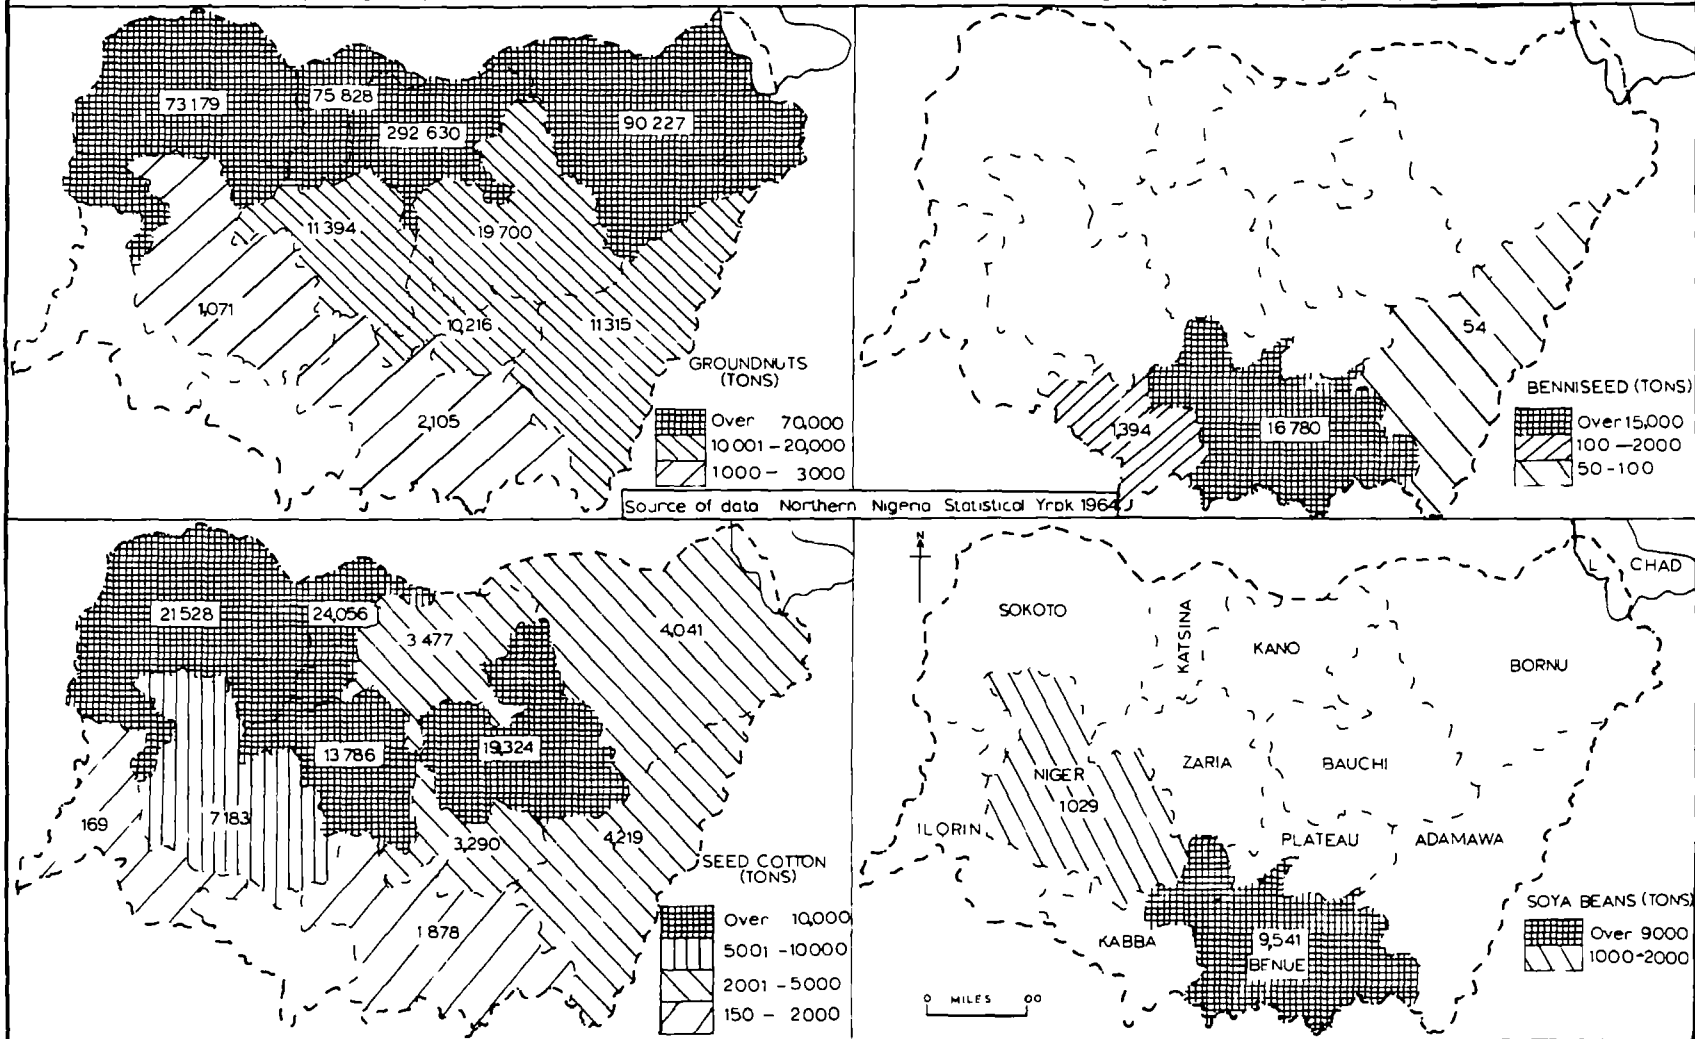 73 179
75 828
292 630
90 227
11 394
19 700
1,071
10,216
11 315
2,105
GROUNDNUTS
(TONS)
Over 70,000
10 001 - 20,000
1000 - 3000
54
1,394
16 780
BENNISEED (TONS)
Over 15,000
100 - 2000
50 - 100
Source of data Northern Nigeria Statistical Yrbk 1964
21 528
24,056
3 477
4,041
13 786
19,324
169
7 183
3,290
4,219
1 878
SEED COTTON
(TONS)
Over 10,000
5001 - 10000
2001 - 5000
150 - 2000
N
L CHAD
SOKOTO
KATSINA
KANO
BORNU
NIGER
1029
ZARIA
BAUCHI
ILORIN
PLATEAU
ADAMAWA
KABBA
9,541
BENUE
SOYA BEANS (TONS)
Over 9000
1000-2000
0 MILES 00